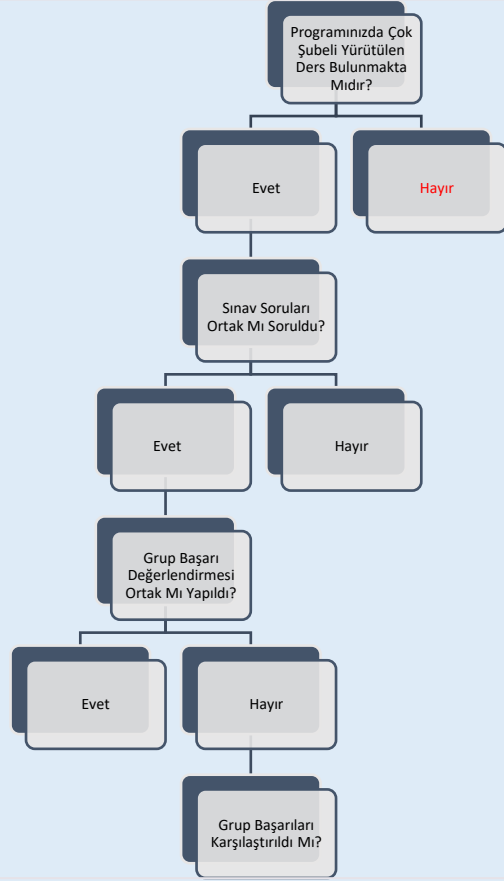 Programınızda Çok
Şubeli Yürütülen
Ders Bulunmakta
Mıdır?
Evet
Hayır
Sınav Soruları
Ortak Mı Soruldu?
Evet
Hayır
Grup Başarı
Değerlendirmesi
Ortak Mı Yapıldı?
Evet
Hayır
Grup Başarıları
Karşılaştırıldı Mı?